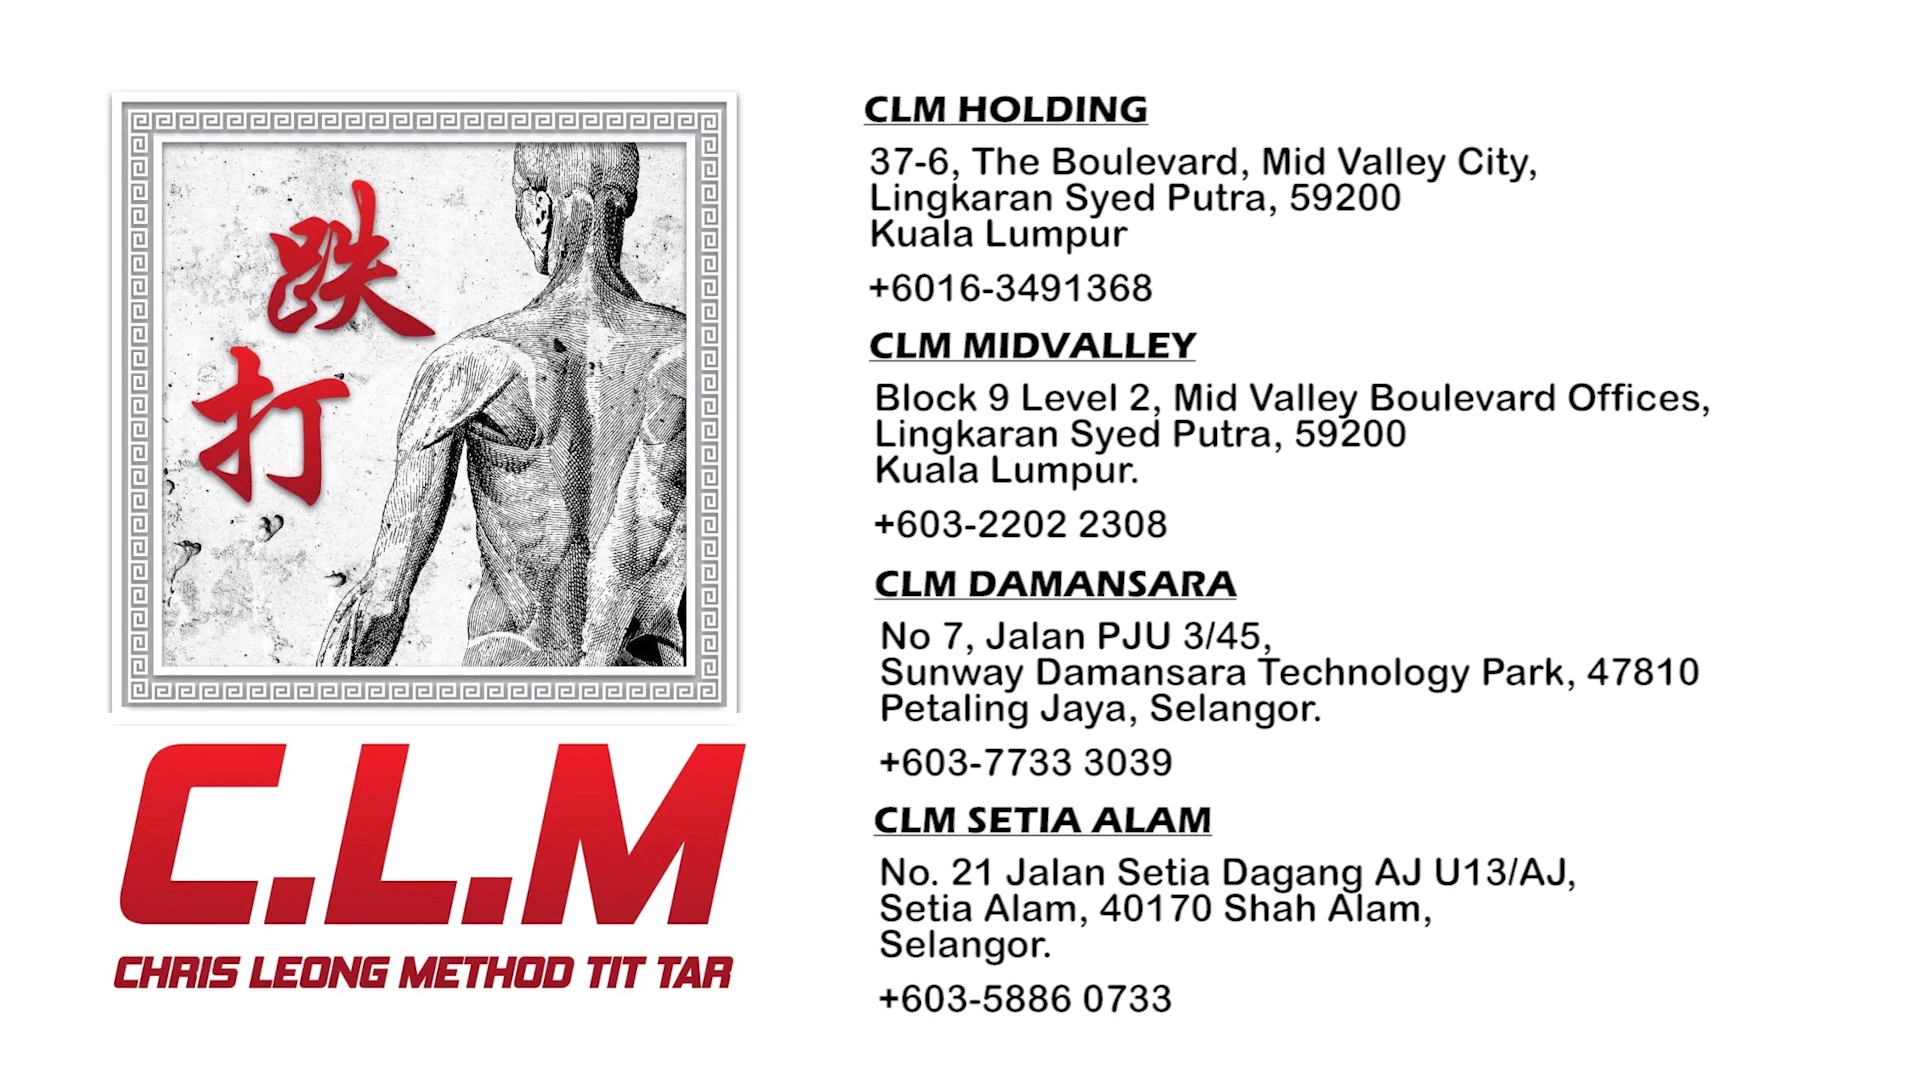 跌
打
C.L.M
CHRIS LEONG METHOD TIT TAR
CLM HOLDING
37-6, The Boulevard, Mid Valley City,
Lingkaran Syed Putra, 59200
Kuala Lumpur
+6016-3491368
CLM MIDVALLEY
Block 9 Level 2, Mid Valley Boulevard Offices,
Lingkaran Syed Putra, 59200
Kuala Lumpur.
+603-2202 2308
CLM DAMANSARA
No 7, Jalan PJU 3/45,
Sunway Damansara Technology Park, 47810
Petaling Jaya, Selangor.
+603-7733 3039
CLM SETIA ALAM
No. 21 Jalan Setia Dagang AJ U13/AJ,
Setia Alam, 40170 Shah Alam,
Selangor.
+603-5886 0733